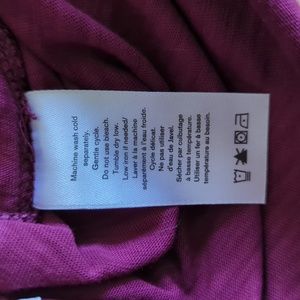 Machine wash cold
separately.
Gentle cycle.
Do not use bleach.
Tumble dry low.
Low iron if needed/
Laver à la machine
séparément à l'eau froide.
Cycle délicat.
Ne pas utiliser
d'eau de Javel.
Sécher par culbutage
à basse température.
Utiliser un fer à basse
température au besoin.